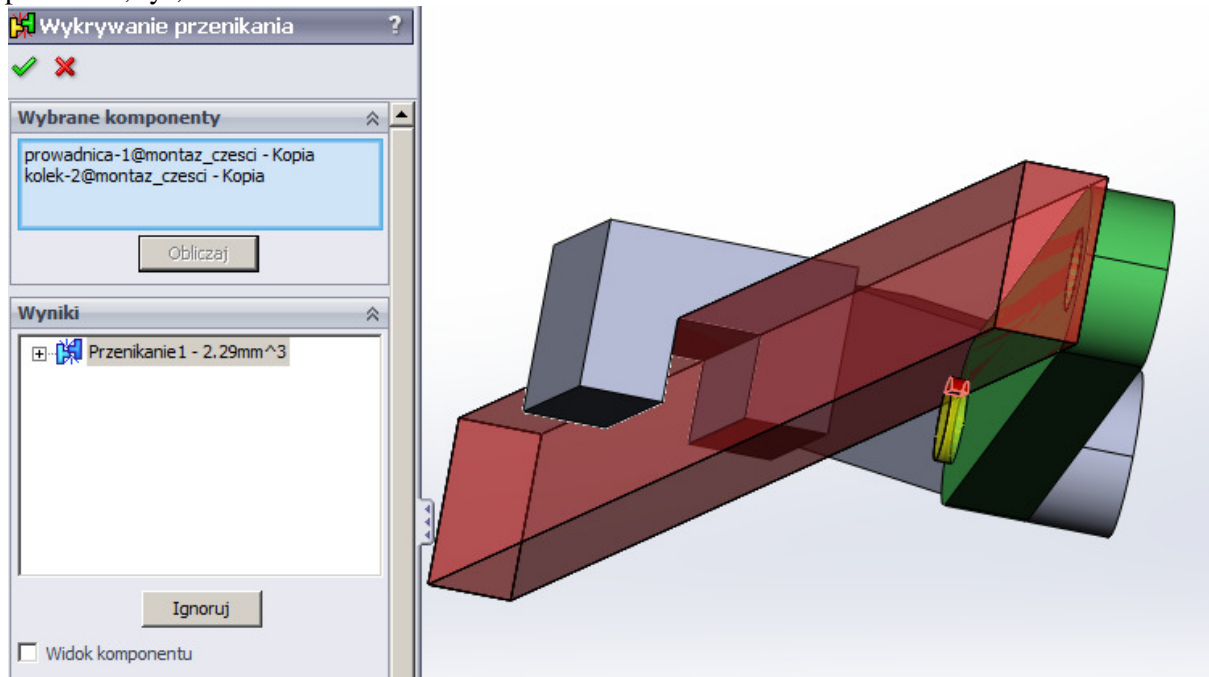 Wykrywanie przenikania ?
Wybrane komponenty
prowadnica-1@montaz_czesci - Kopia
kolek-2@montaz_czesci - Kopia
Obliczaj
Wyniki
Przenikanie1 - 2.29mm^3
Ignoruj
Widok komponentu